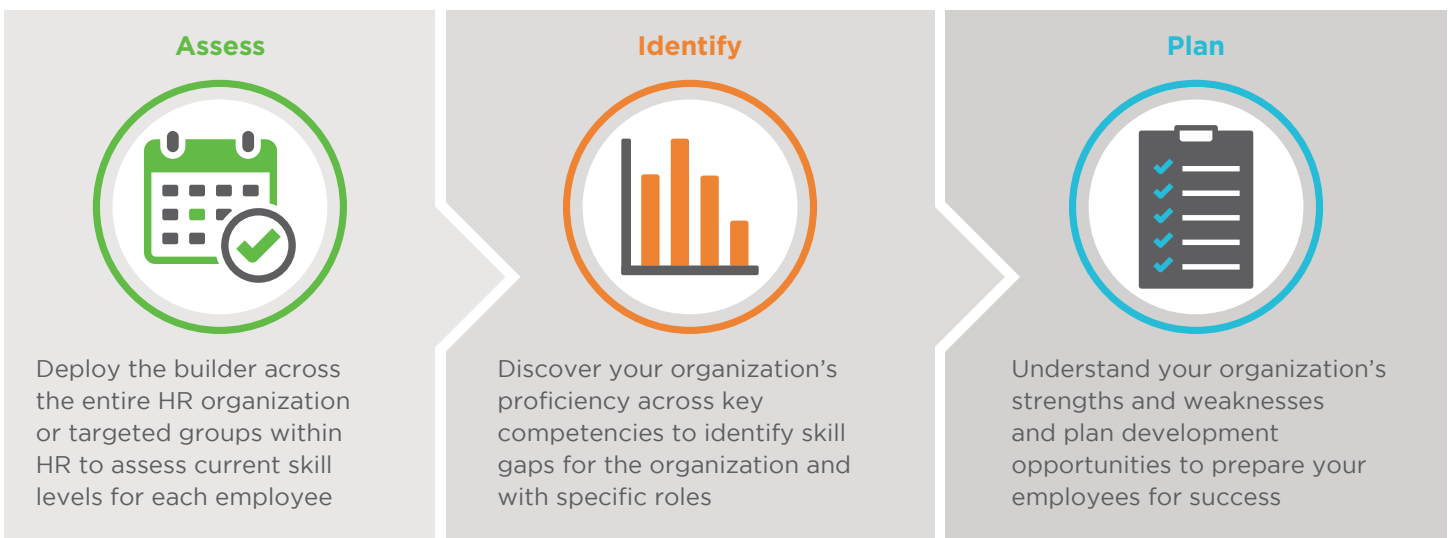 Assess
Deploy the builder across
the entire HR organization
or targeted groups within
HR to assess current skill
levels for each employee
Identify
Discover your organization’s
proficiency across key
competencies to identify skill
gaps for the organization and
with specific roles
Plan
Understand your organization’s
strengths and weaknesses
and plan development
opportunities to prepare your
employees for success